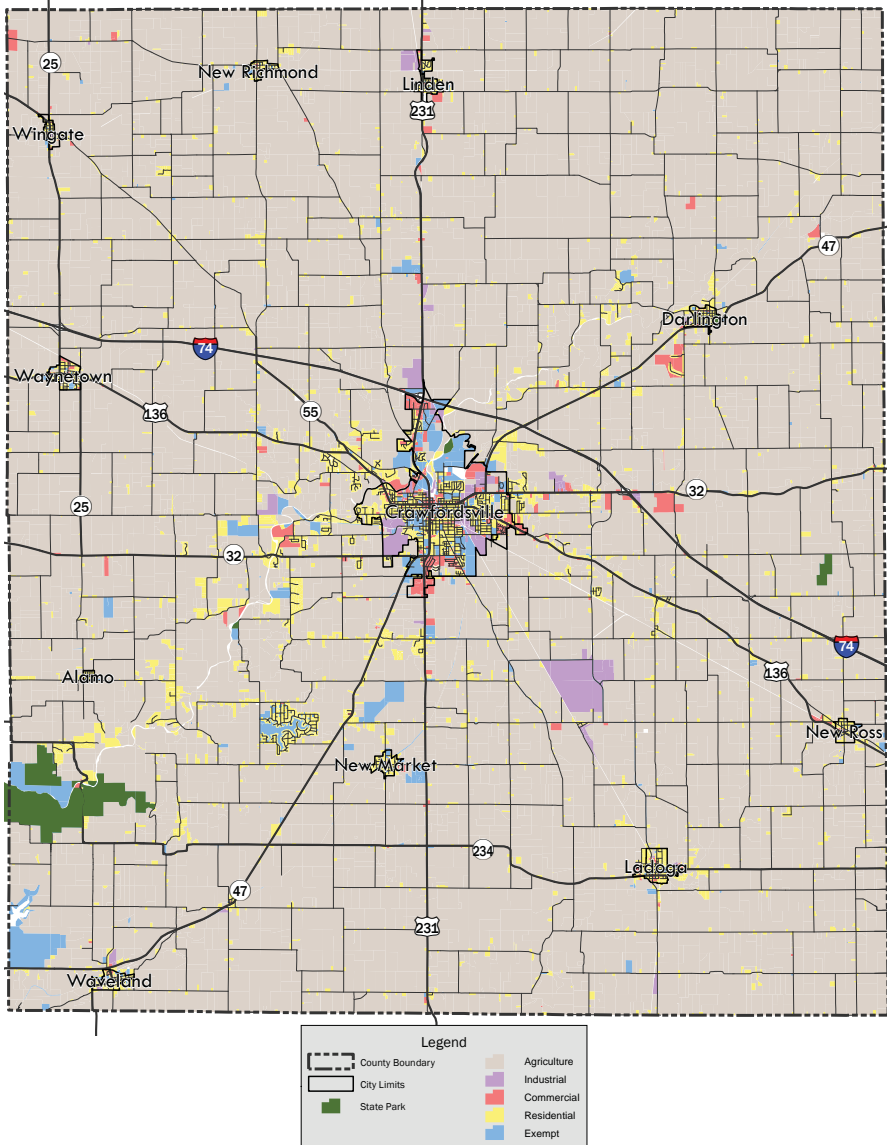 25
New Richmond
Linden
231
Wingate
47
Darlington
74
Waynetown
136
55
32
25
Crawfordsville
32
74
136
Alamo
New Ross
New Market
234
Ladoga
47
231
Waveland
Legend
County Boundary
City Limits
State Park
Agriculture
Industrial
Commercial
Residential
Exempt